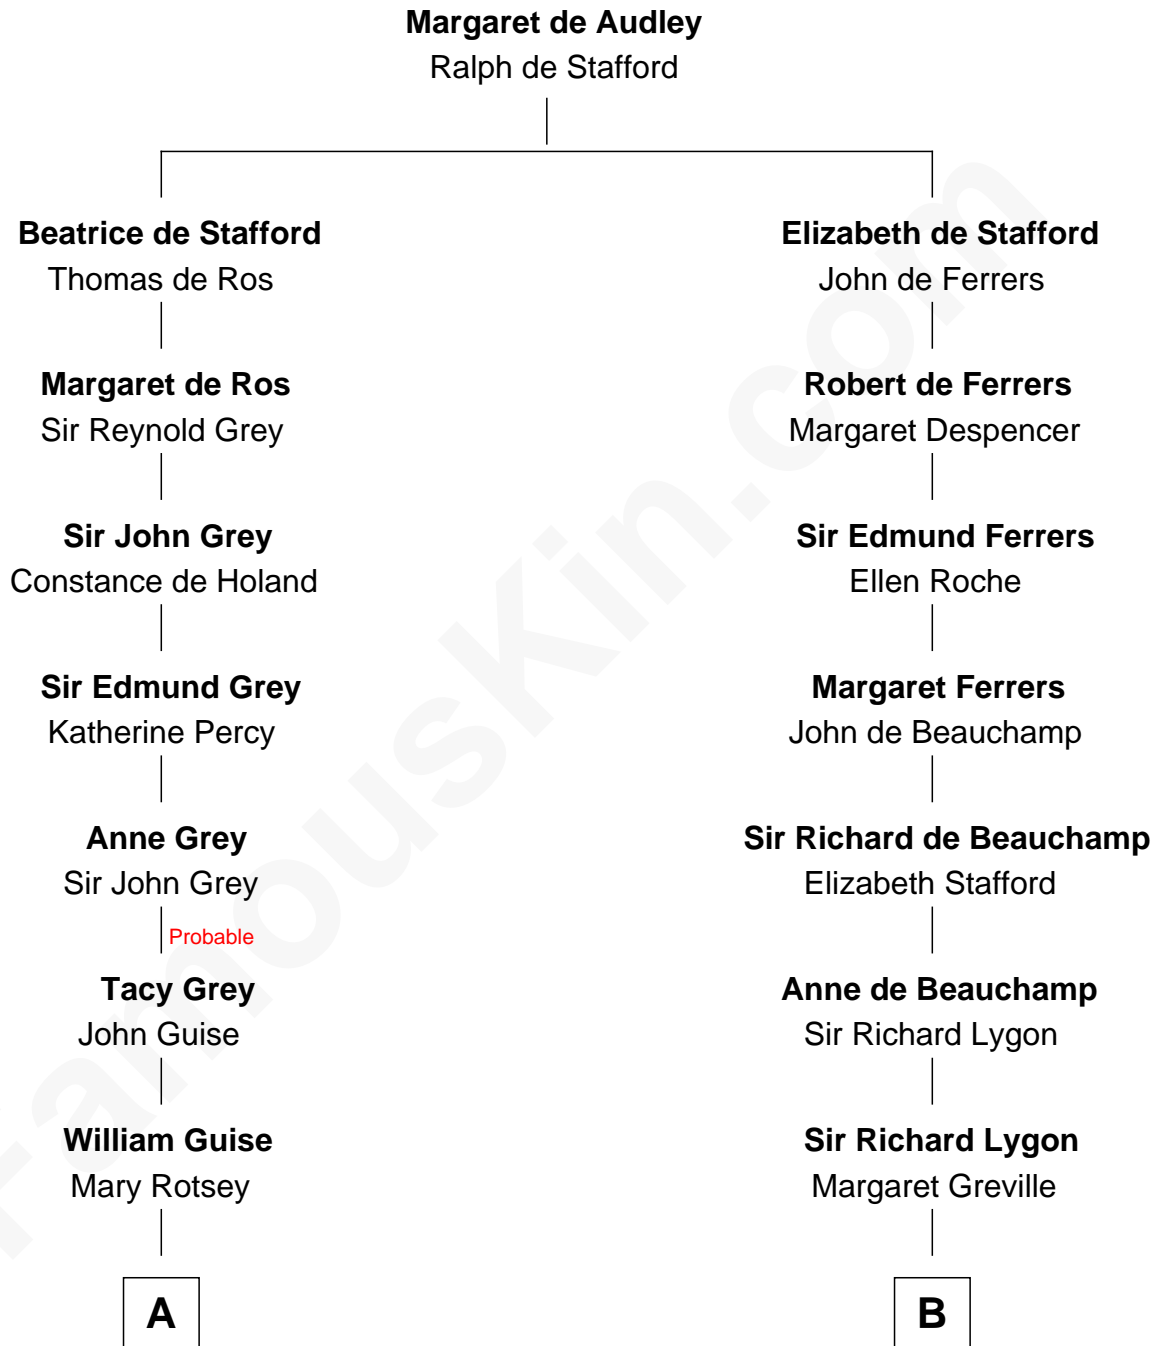 Margaret de Audley
Ralph de Stafford
Beatrice de Stafford
Thomas de Ros
Elizabeth de Stafford
John de Ferrers
Margaret de Ros
Sir Reynold Grey
Robert de Ferrers
Margaret Despencer
Sir John Grey
Constance de Holand
Sir Edmund Ferrers
Ellen Roche
Sir Edmund Grey
Katherine Percy
Margaret Ferrers
John de Beauchamp
Anne Grey
Sir John Grey
Sir Richard de Beauchamp
Elizabeth Stafford
Probable
Tacy Grey
John Guise
Anne de Beauchamp
Sir Richard Lygon
William Guise
Mary Rotsey
Sir Richard Lygon
Margaret Greville
A
B
FamousKin.com